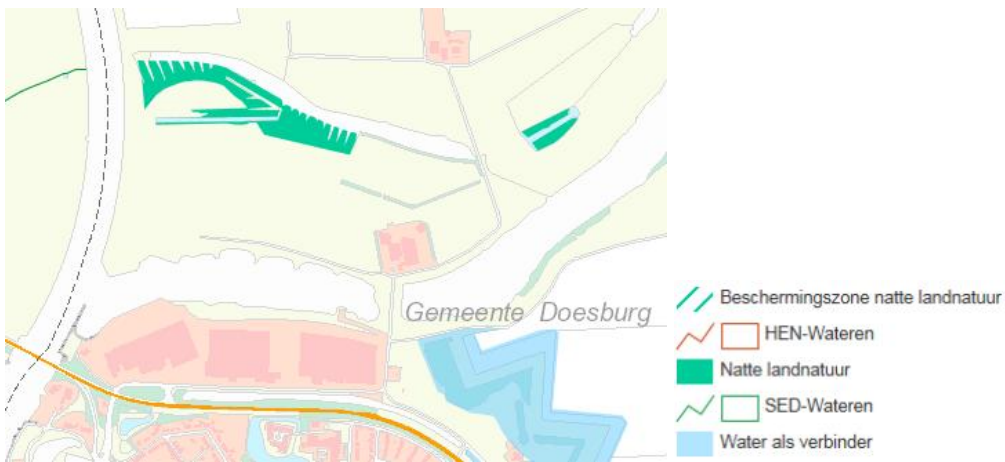 Gemeente Doesburg
Beschermingszone natte landnatuur
HEN-Wateren
Natte landnatuur
SED-Wateren
Water als verbinder